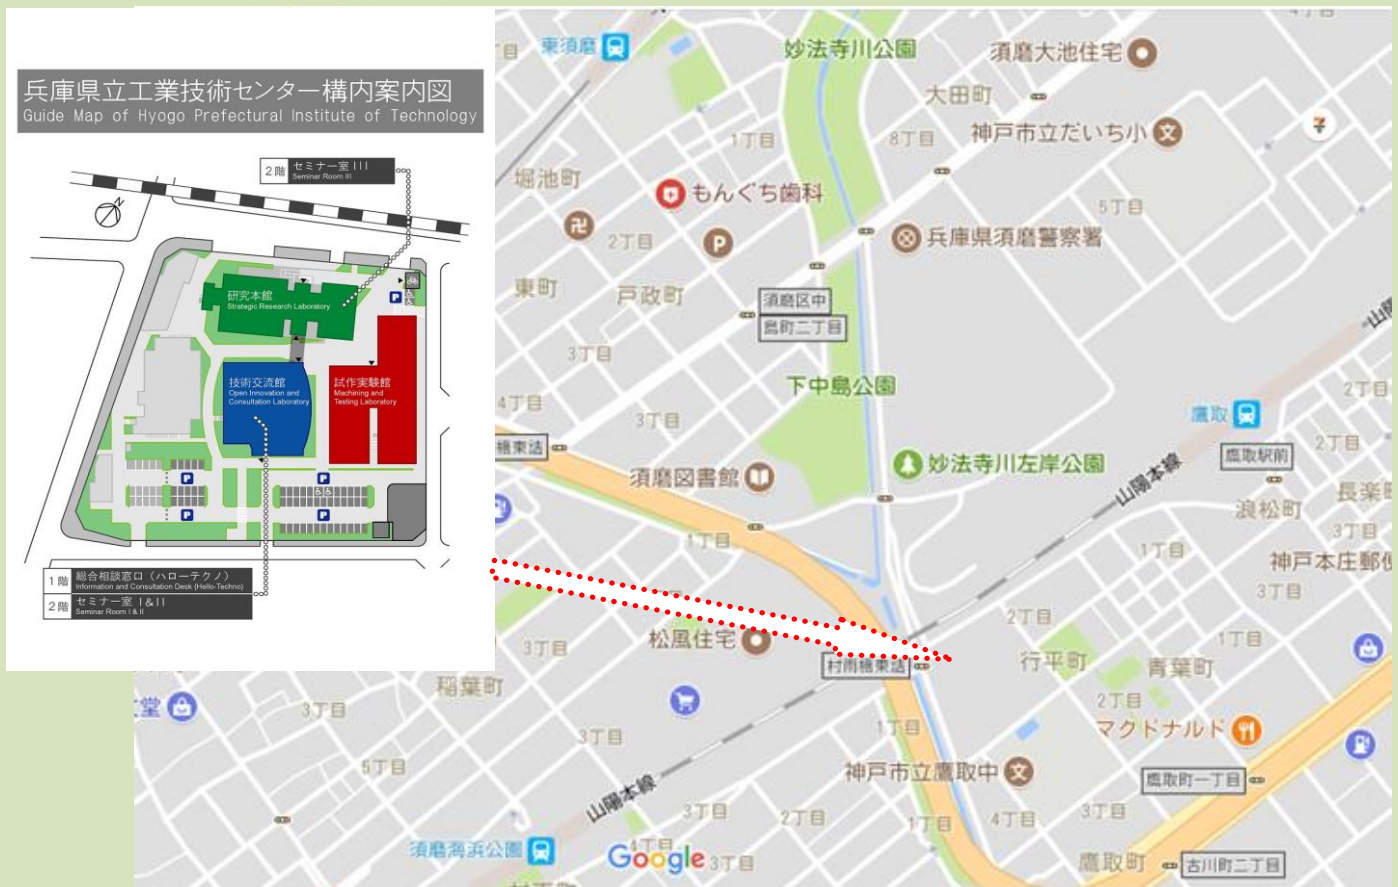 兵庫県立工業技術センター構内案内図
Guide Map of Hyogo Prefectural Institute of Technology
2階
セミナー室 III
Seminar Room III
N
研究本館
Strategic Research Laboratory
P
技術交流館
Open Innovation and
Consultation Laboratory
試作実験館
Machining and
Testing Laboratory
P
P
P
P
1階
総合相談窓口(ハローテクノ)
Information and Consultation Desk (Hello-Techno)
2階
セミナー室 I&II
Seminar Room I & II
東須磨
妙法寺川公園
須磨大池住宅
大田町
1丁目
8丁目
神戸市立だいち小
文
堀池町
もんぐち歯科
5丁目
2丁目
P
兵庫県須磨警察署
東町
戸政町
須磨区中
島町二丁目
3丁目
下中島公園
2丁目
4丁目
3丁目
鷹取
2丁目
鷹取駅前
須磨図書館
妙法寺川左岸公園
山陽本線
浪松町
長楽
3丁目
1丁目
1丁目
神戸本庄郵便
3丁目
2丁目
3丁目
松風住宅
村雨橋東詰
行平町
1丁目
青葉町
稲葉町
2丁目
堂
3丁目
3丁目
1丁目
マクドナルド
5丁目
神戸市立鷹取中
文
鷹取町一丁目
山陽本線
3丁目
2丁目
1丁目
4丁目
3丁目
須磨海浜公園
1丁目
Google
3丁目
鷹取町
古川町二丁目